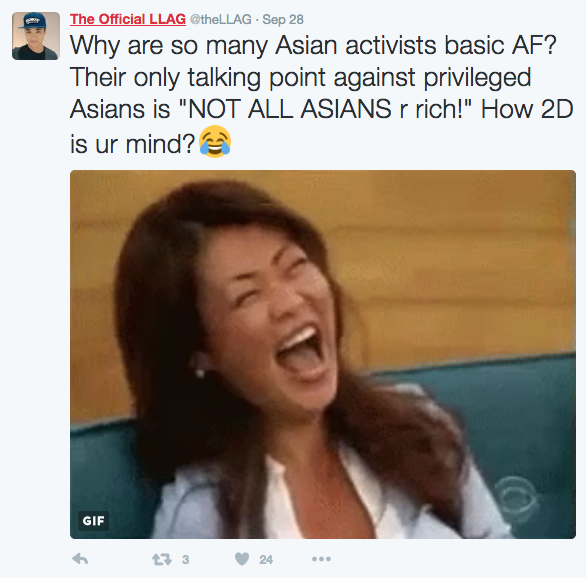 The Official LLAG @theLLAG · Sep 28
Why are so many Asian activists basic AF?
Their only talking point against privileged
Asians is "NOT ALL ASIANS r rich!" How 2D
is ur mind?😂
GIF
3 24